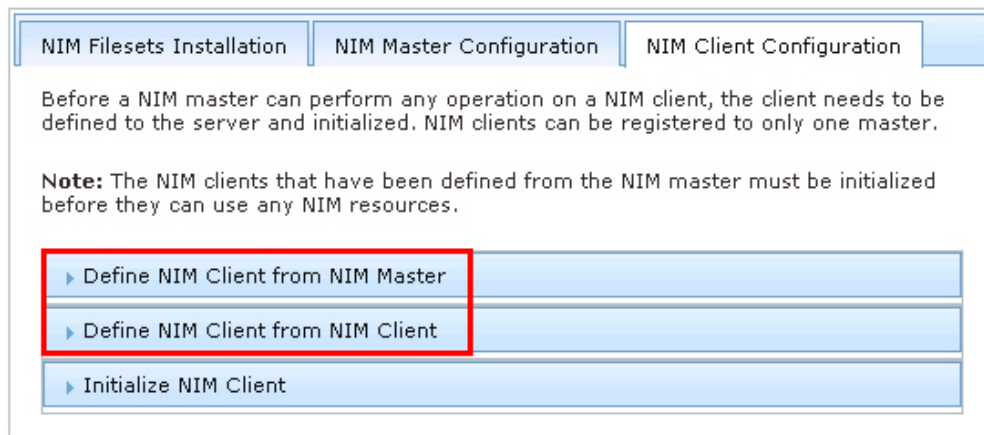 NIM Filesets Installation
NIM Master Configuration
NIM Client Configuration
Before a NIM master can perform any operation on a NIM client, the client needs to be
defined to the server and initialized. NIM clients can be registered to only one master.
Note: The NIM clients that have been defined from the NIM master must be initialized
before they can use any NIM resources.
Define NIM Client from NIM Master
Define NIM Client from NIM Client
Initialize NIM Client